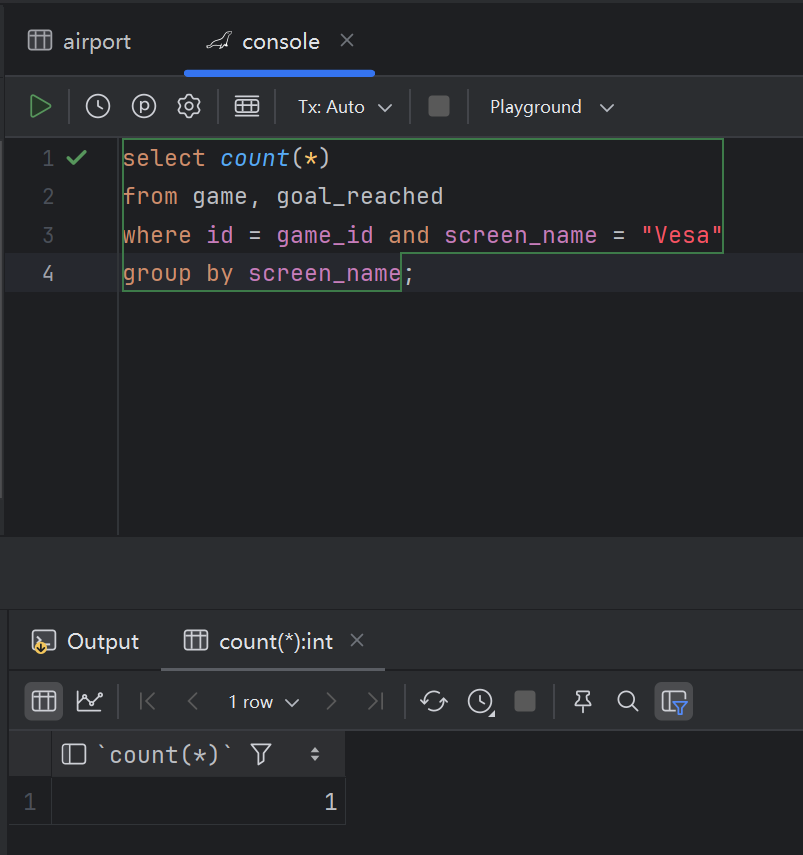 airport console
Tx: Auto Playground
1 select count(*)
2 from game, goal_reached
3 where id = game_id and screen_name = "Vesa"
4 group by screen_name;
Output count(*):int
1 row
`count(*)`
1 1